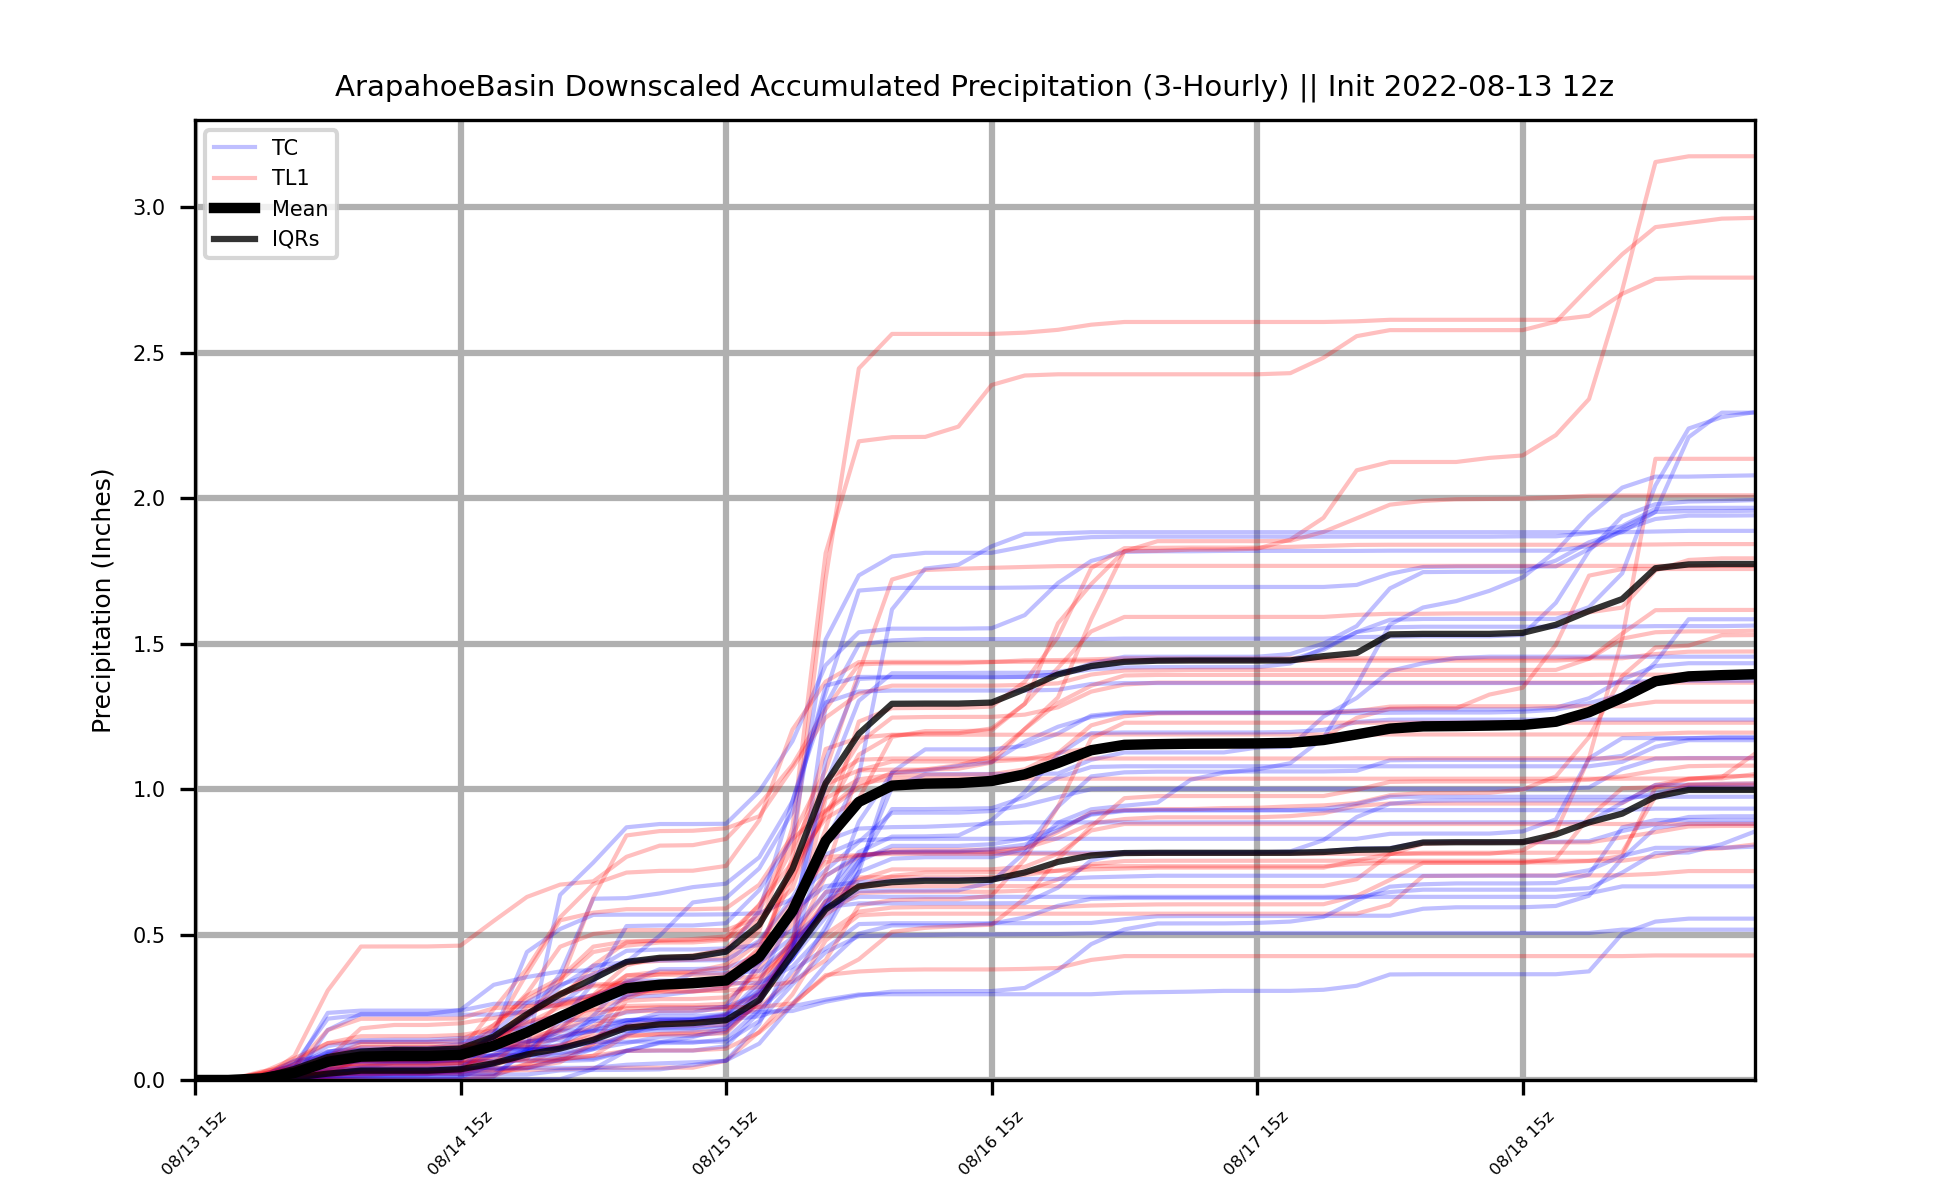 ArapahoeBasin Downscaled Accumulated Precipitation (3-Hourly) || Init 2022-08-13 12z
TC
TL1
Mean
IQRs
Precipitation (Inches)
3.0
2.5
2.0
1.5
1.0
0.5
0.0
08/13 15z
08/14 15z
08/15 15z
08/16 15z
08/17 15z
08/18 15z